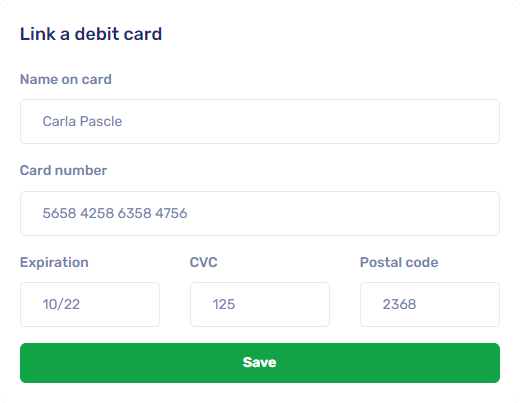 Link a debit card
Name on card
Carla Pascle
Card number
5658 4258 6358 4756
Expiration CVC Postal code
10/22 125 2368
Save